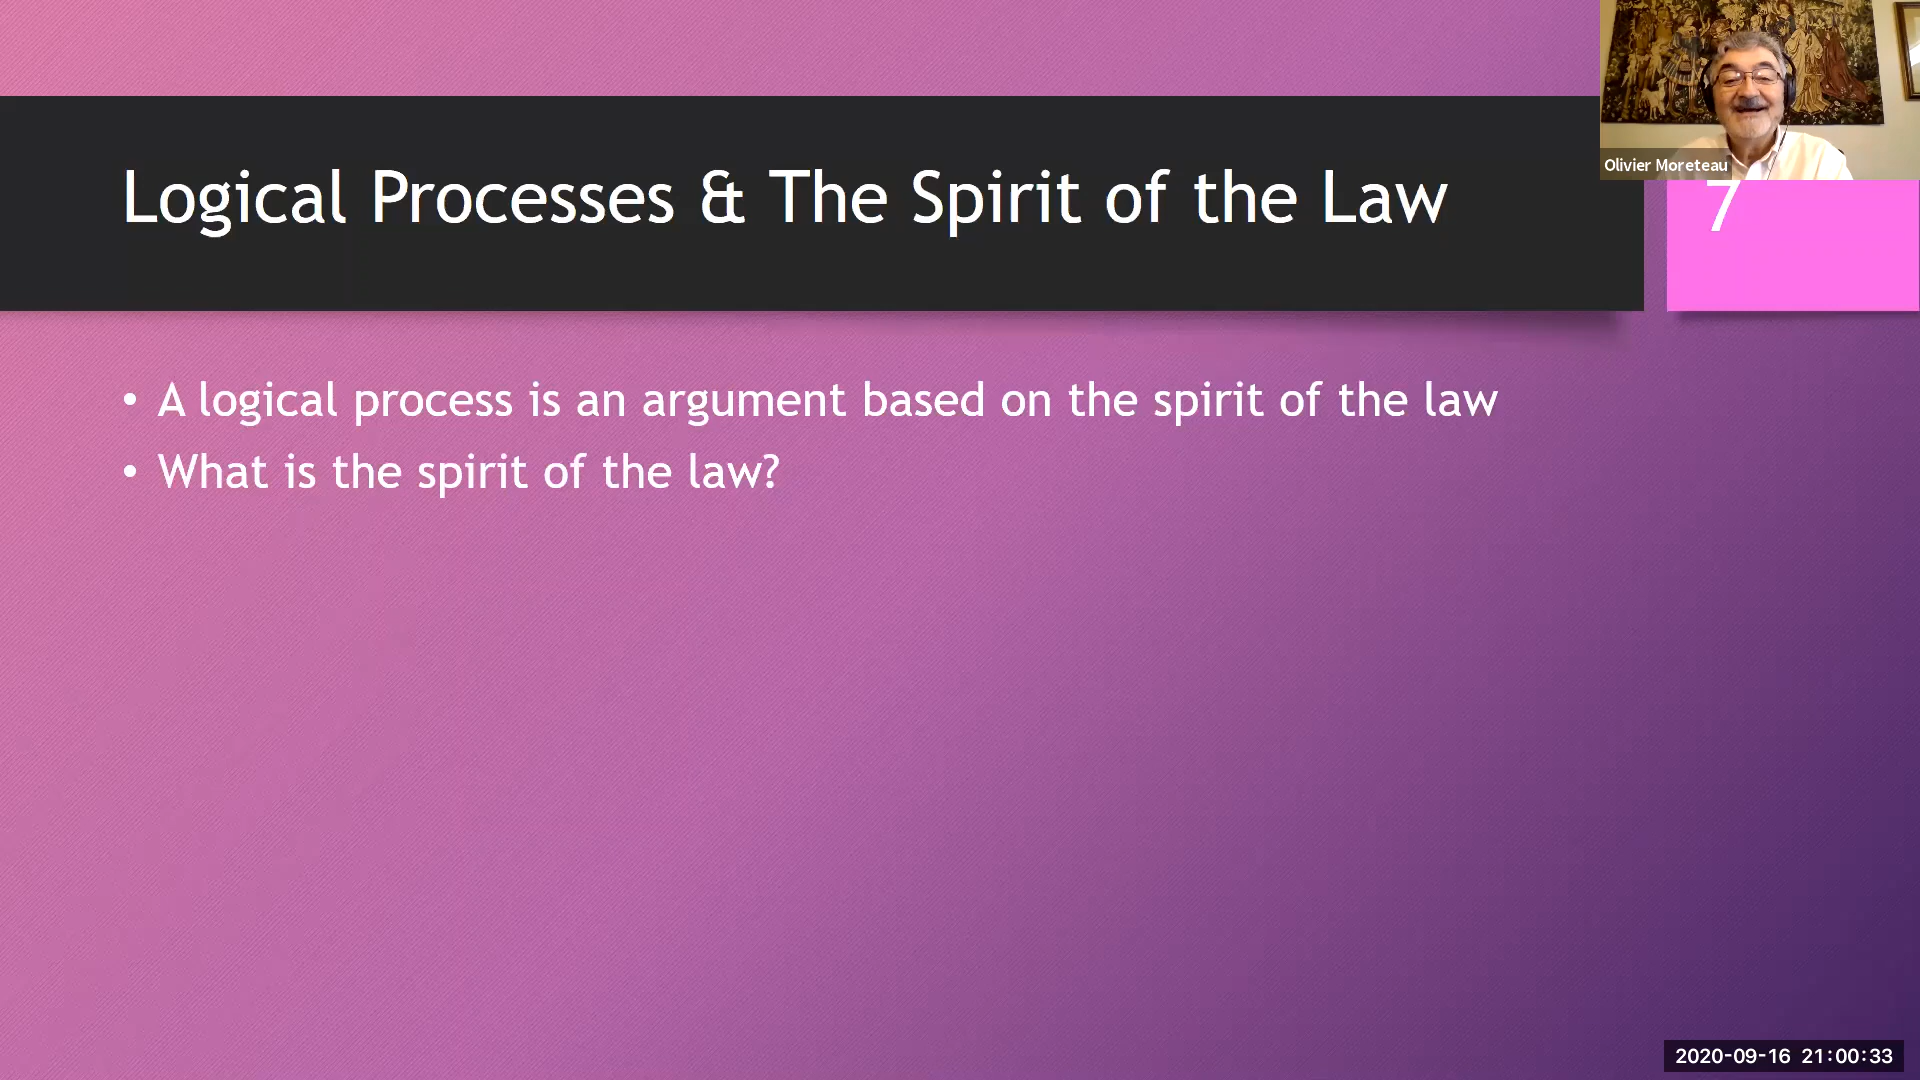 Olivier Moreteau
Logical Processes & The Spirit of the Law
7
• A logical process is an argument based on the spirit of the law
• What is the spirit of the law?
2020-09-16 21:00:33